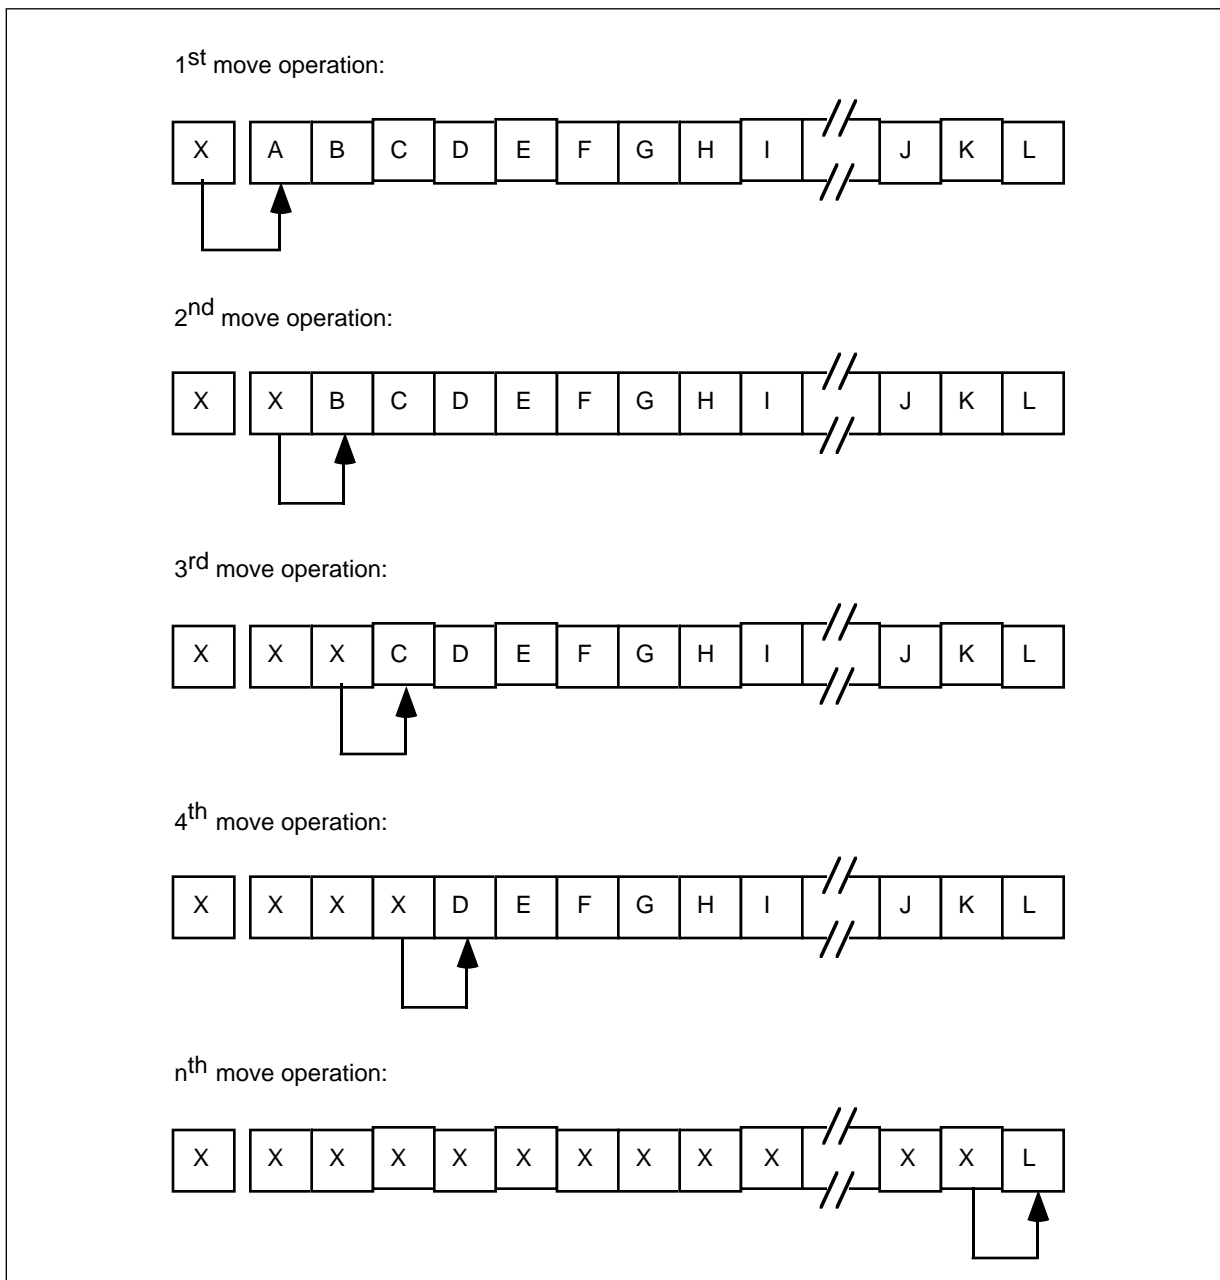 1st move operation:
X A B C D E F G H I J K L
2nd move operation:
X X B C D E F G H I J K L
3rd move operation:
X X X C D E F G H I J K L
4th move operation:
X X X X D E F G H I J K L
nth move operation:
X X X X X X X X X X X X L